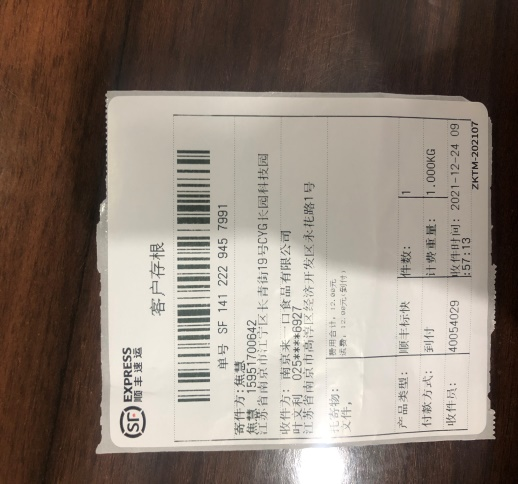 SF EXPRESS
顺丰速运
客户存根
单号 SF 141 222 945 7991
寄件方:焦慧
焦慧 15951700642
江苏省南京市江宁区长青街19号CYG长园科技园
收件方:南京来一口食品有限公司
叶文利 025****6927
江苏省南京市高淳区经济开发区永花路1号
托寄物:
文件,
费用合计:12.00元
运费:12.00元(到付)
产品类型: 顺丰标快 件数: 1
付款方式: 到付 计费重量: 1.000KG
收件员: 40054029 收件时间: 2021-12-24 09
:57:13
ZKTM-202107